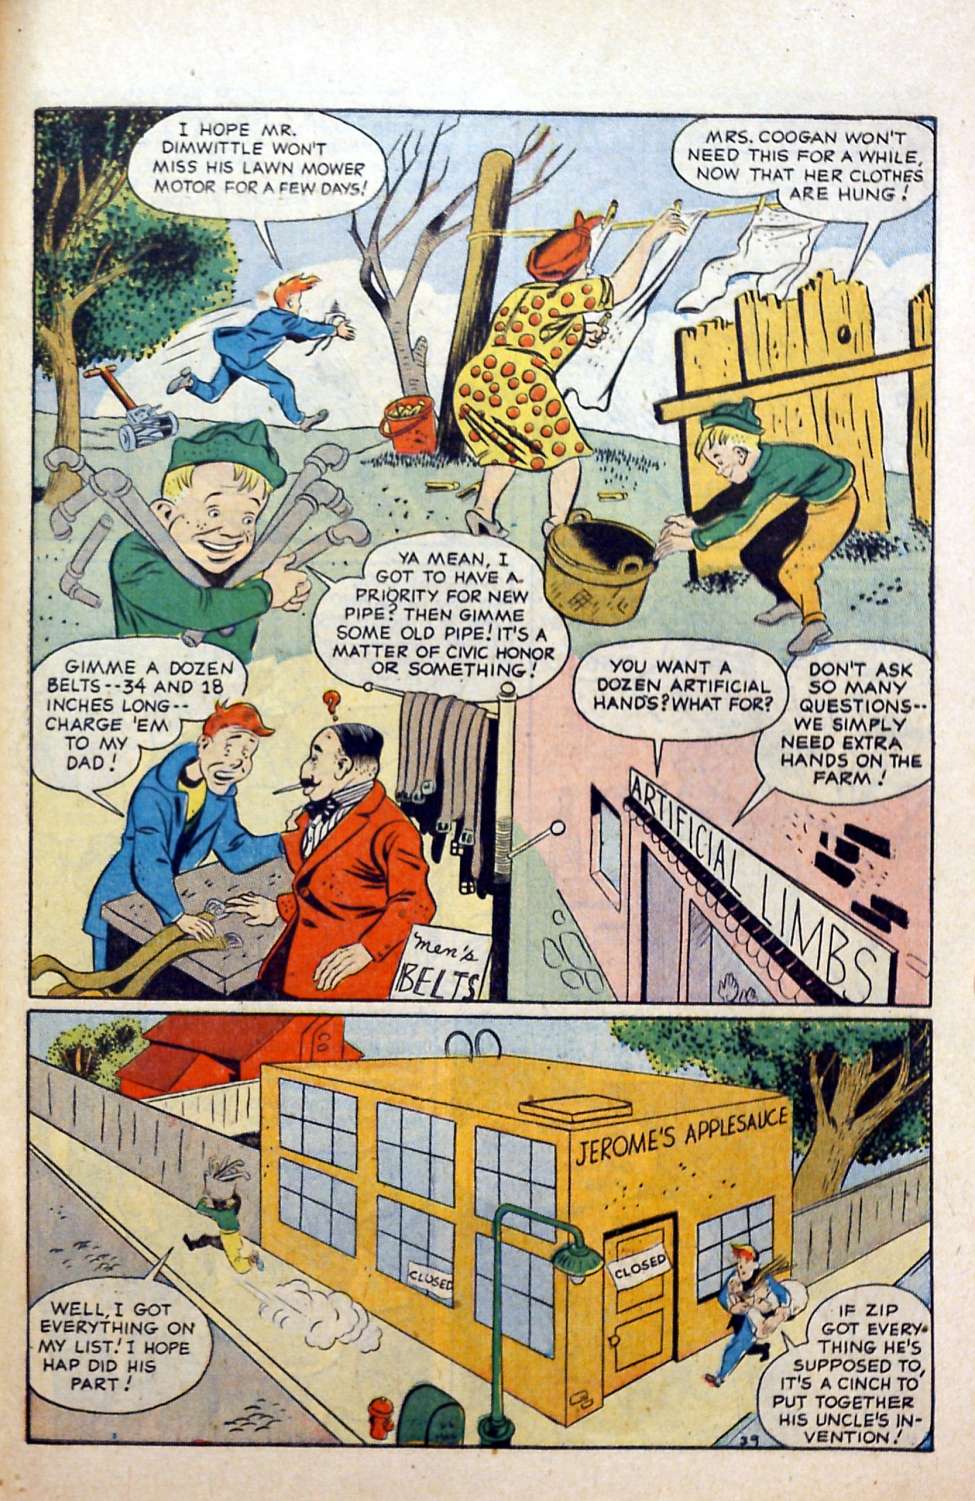 I HOPE MR.
DIMWITTLE WON'T
MISS HIS LAWN MOWER
MOTOR FOR A FEW DAYS!
MRS. COOGAN WON'T
NEED THIS FOR A WHILE,
NOW THAT HER CLOTHES
ARE HUNG!
YA MEAN, I
GOT TO HAVE A
PRIORITY FOR NEW
PIPE? THEN GIMME
SOME OLD PIPE! IT'S A
MATTER OF CIVIC HONOR
OR SOMETHING!
GIMME A DOZEN
BELTS--34 AND 18
INCHES LONG--
CHARGE 'EM
TO MY
DAD!
?
men's
BELTS
YOU WANT A
DOZEN ARTIFICIAL
HANDS? WHAT FOR?
DON'T ASK
SO MANY
QUESTIONS--
WE SIMPLY
NEED EXTRA
HANDS ON THE
FARM!
ARTIFICIAL LIMBS
JEROME'S APPLESAUCE
CLOSED
CLOSED
WELL, I GOT
EVERYTHING ON
MY LIST! I HOPE
HAP DID HIS
PART!
IF ZIP
GOT EVERY-
THING HE'S
SUPPOSED TO,
IT'S A CINCH TO
PUT TOGETHER
HIS UNCLE'S IN-
VENTION!
39